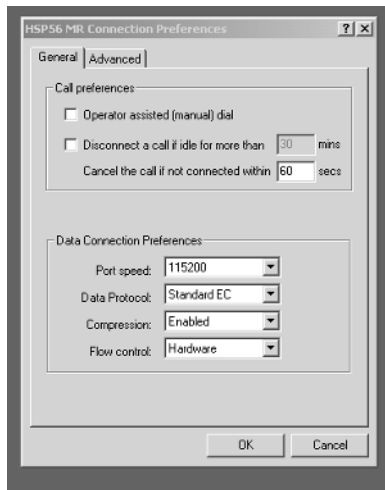 HSP56 MR Connection Preferences
General Advanced
Call preferences
Operator assisted (manual) dial
Disconnect a call if idle for more than 30 mins
Cancel the call if not connected within 60 secs
Data Connection Preferences
Port speed: 115200
Data Protocol: Standard EC
Compression: Enabled
Flow control: Hardware
OK Cancel